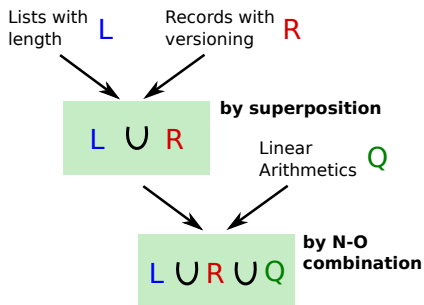 Lists with
length L
Records with
versioning R
by superposition
L ∪ R
Linear
Arithmetics Q
by N-O
combination
L ∪ R ∪ Q